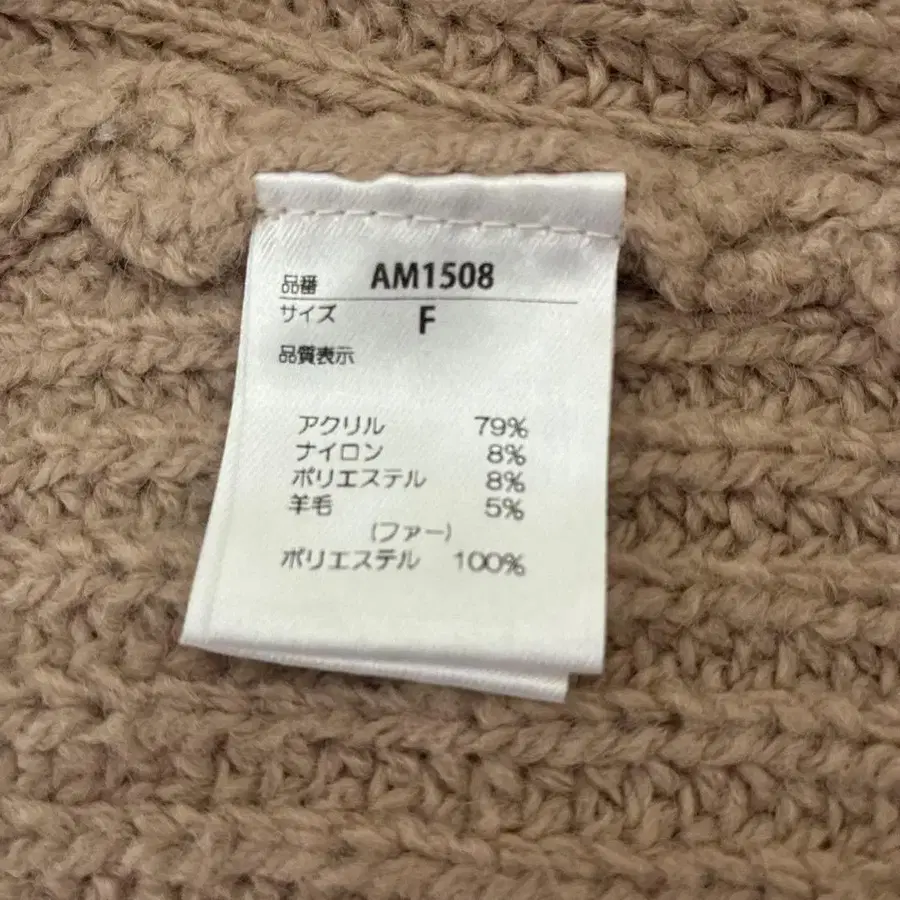 品番 AM1508
サイズ F
品質表示
アクリル 79%
ナイロン 8%
ポリエステル 8%
羊毛 5%
(ファー)
ポリエステル 100%